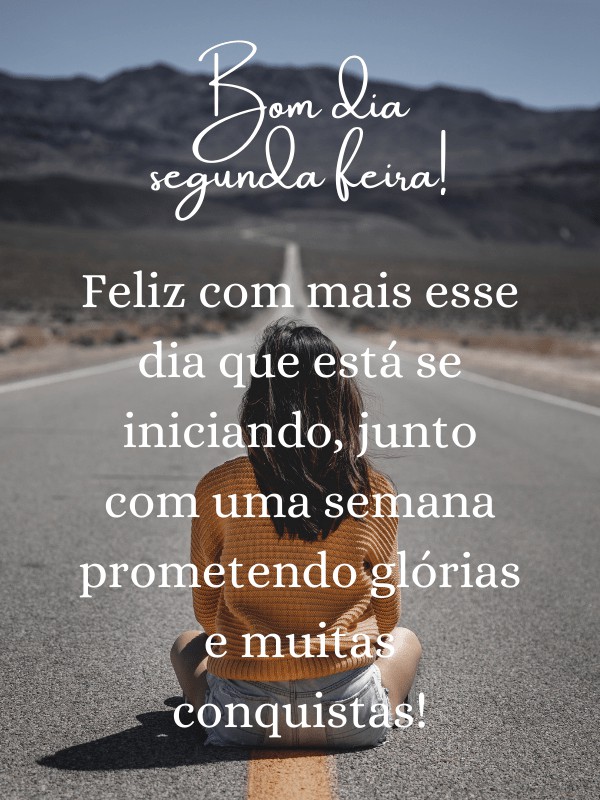 Bom dia
segunda feira!
Feliz com mais esse
dia que está se
iniciando, junto
com uma semana
prometendo glórias
e muitas
conquistas!